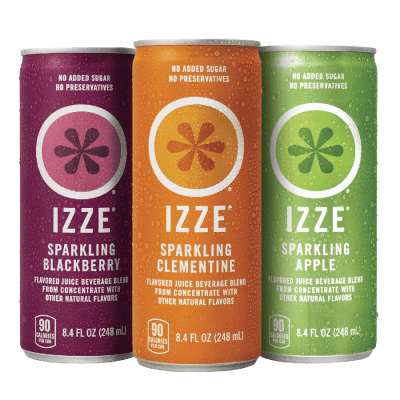 NO ADDED SUGAR
NO PRESERVATIVES
IZZE®
SPARKLING
BLACKBERRY
FLAVORED JUICE BEVERAGE BLEND
FROM CONCENTRATE WITH
OTHER NATURAL FLAVORS
90
CALORIES
PER CAN
8.4 FL OZ (248 mL)
NO ADDED SUGAR
NO PRESERVATIVES
IZZE®
SPARKLING
CLEMENTINE
FLAVORED JUICE BEVERAGE BLEND
FROM CONCENTRATE WITH
OTHER NATURAL FLAVORS
90
CALORIES
PER CAN
8.4 FL OZ (248 mL)
NO ADDED SUGAR
NO PRESERVATIVES
IZZE®
SPARKLING
APPLE
FLAVORED JUICE BEVERAGE BLEND
FROM CONCENTRATE WITH
OTHER NATURAL FLAVORS
90
CALORIES
PER CAN
8.4 FL OZ (248 mL)